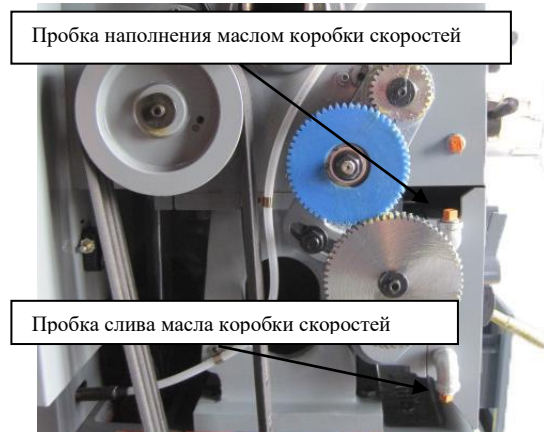 Пробка наполнения маслом коробки скоростей
Пробка слива масла коробки скоростей